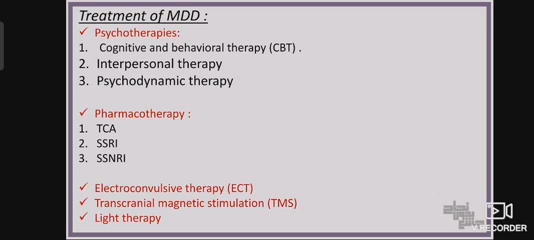 Treatment of MDD :
✓ Psychotherapies:
1. Cognitive and behavioral therapy (CBT) .
2. Interpersonal therapy
3. Psychodynamic therapy
✓ Pharmacotherapy :
1. TCA
2. SSRI
3. SSNRI
✓ Electroconvulsive therapy (ECT)
✓ Transcranial magnetic stimulation (TMS)
✓ Light therapy
RECORDER